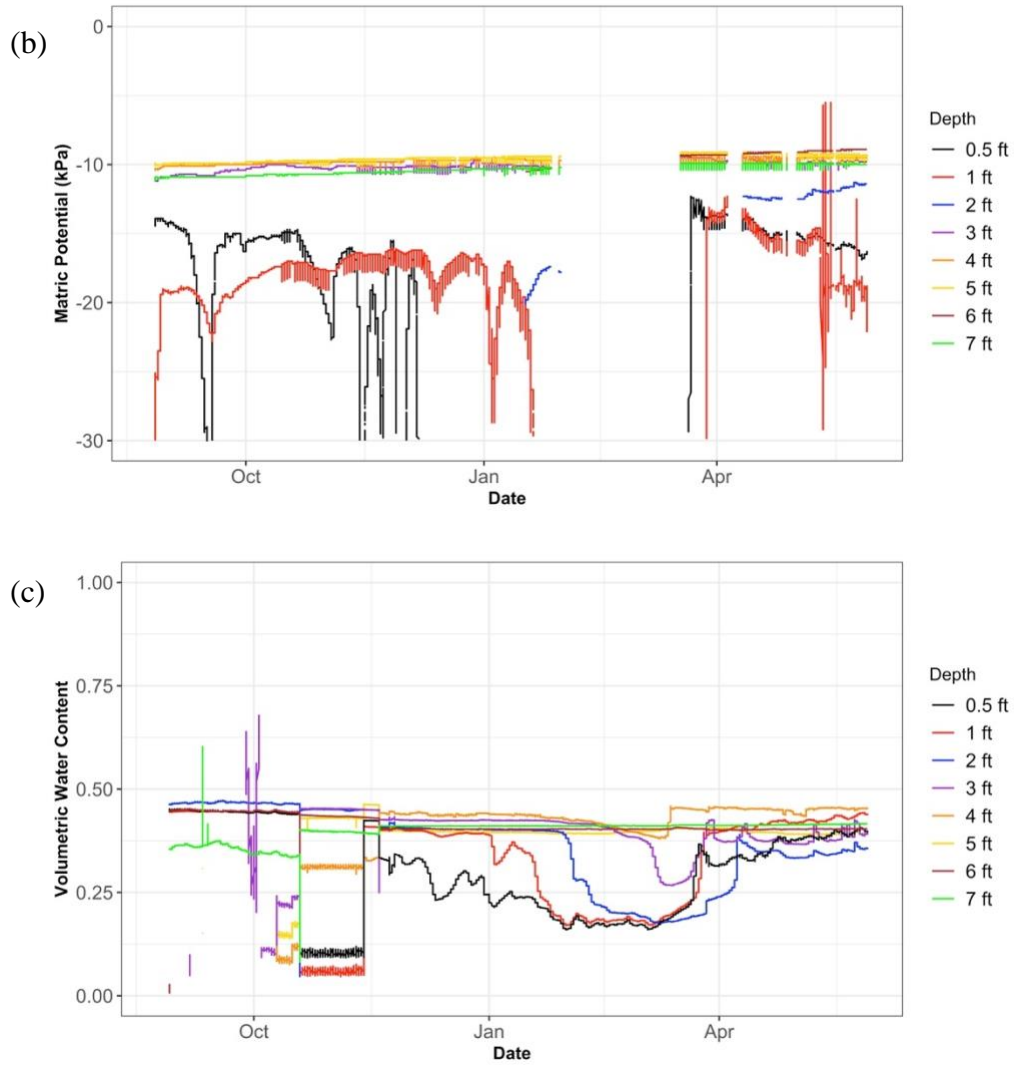 (b)
0
-10
-20
-30
Matric Potential (kPa)
Oct
Jan
Apr
Date
Depth
0.5 ft
1 ft
2 ft
3 ft
4 ft
5 ft
6 ft
7 ft
(c)
1.00
0.75
0.50
0.25
0.00
Volumetric Water Content
Oct
Jan
Apr
Date
Depth
0.5 ft
1 ft
2 ft
3 ft
4 ft
5 ft
6 ft
7 ft